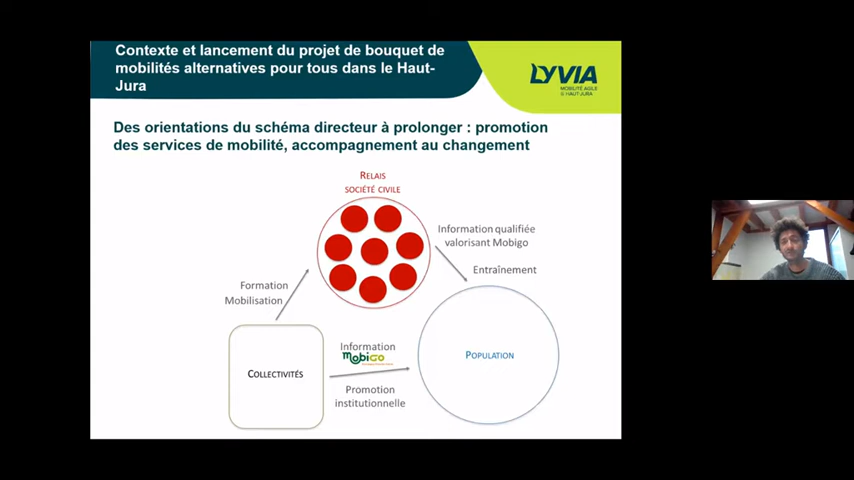 Contexte et lancement du projet de bouquet de
mobilités alternatives pour tous dans le Haut-
Jura
LYVIA
MOBILITÉ AGILE
& HAUT-JURA
Des orientations du schéma directeur à prolonger : promotion
des services de mobilité, accompagnement au changement
RELAIS
SOCIÉTÉ CIVILE
Information qualifiée
valorisant Mobigo
Entraînement
Formation
Mobilisation
Information
mobigo
POPULATION
COLLECTIVITÉS
Promotion
institutionnelle